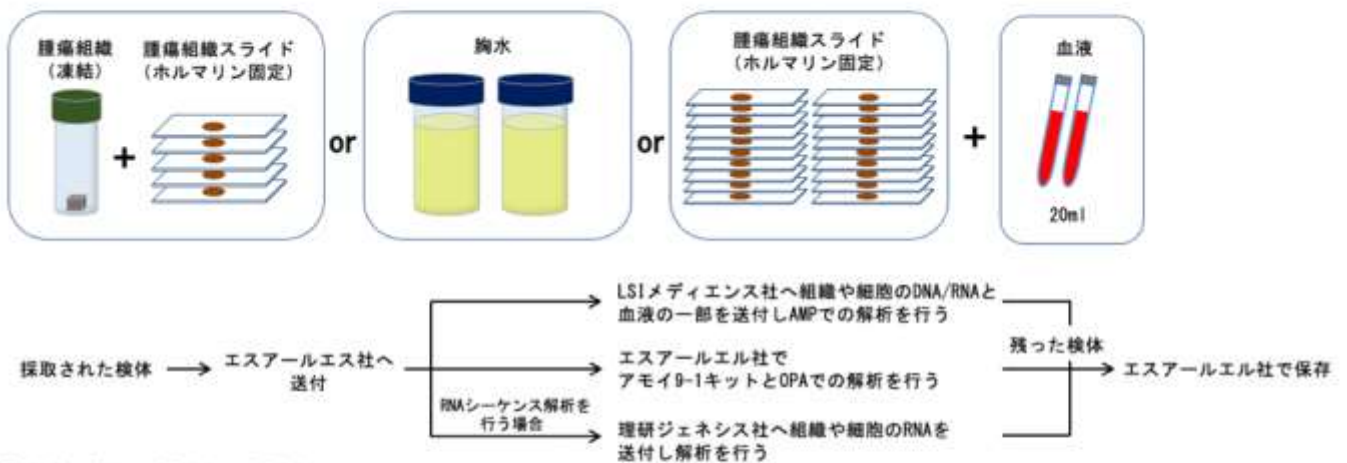 腫瘍組織
(凍結)
+
腫瘍組織スライド
(ホルマリン固定)
or
胸水
or
腫瘍組織スライド
(ホルマリン固定)
+
血液
20ml
採取された検体
エスアールエス社へ
送付
LSIメディエンス社へ組織や細胞のDNA/RNAと
血液の一部を送付しAMPでの解析を行う
エスアールエル社で
アモイ9-1キットとOPAでの解析を行う
RNAシーケンス解析を
行う場合
理研ジェネシス社へ組織や細胞のRNAを
送付し解析を行う
残った検体
エスアールエル社で保存